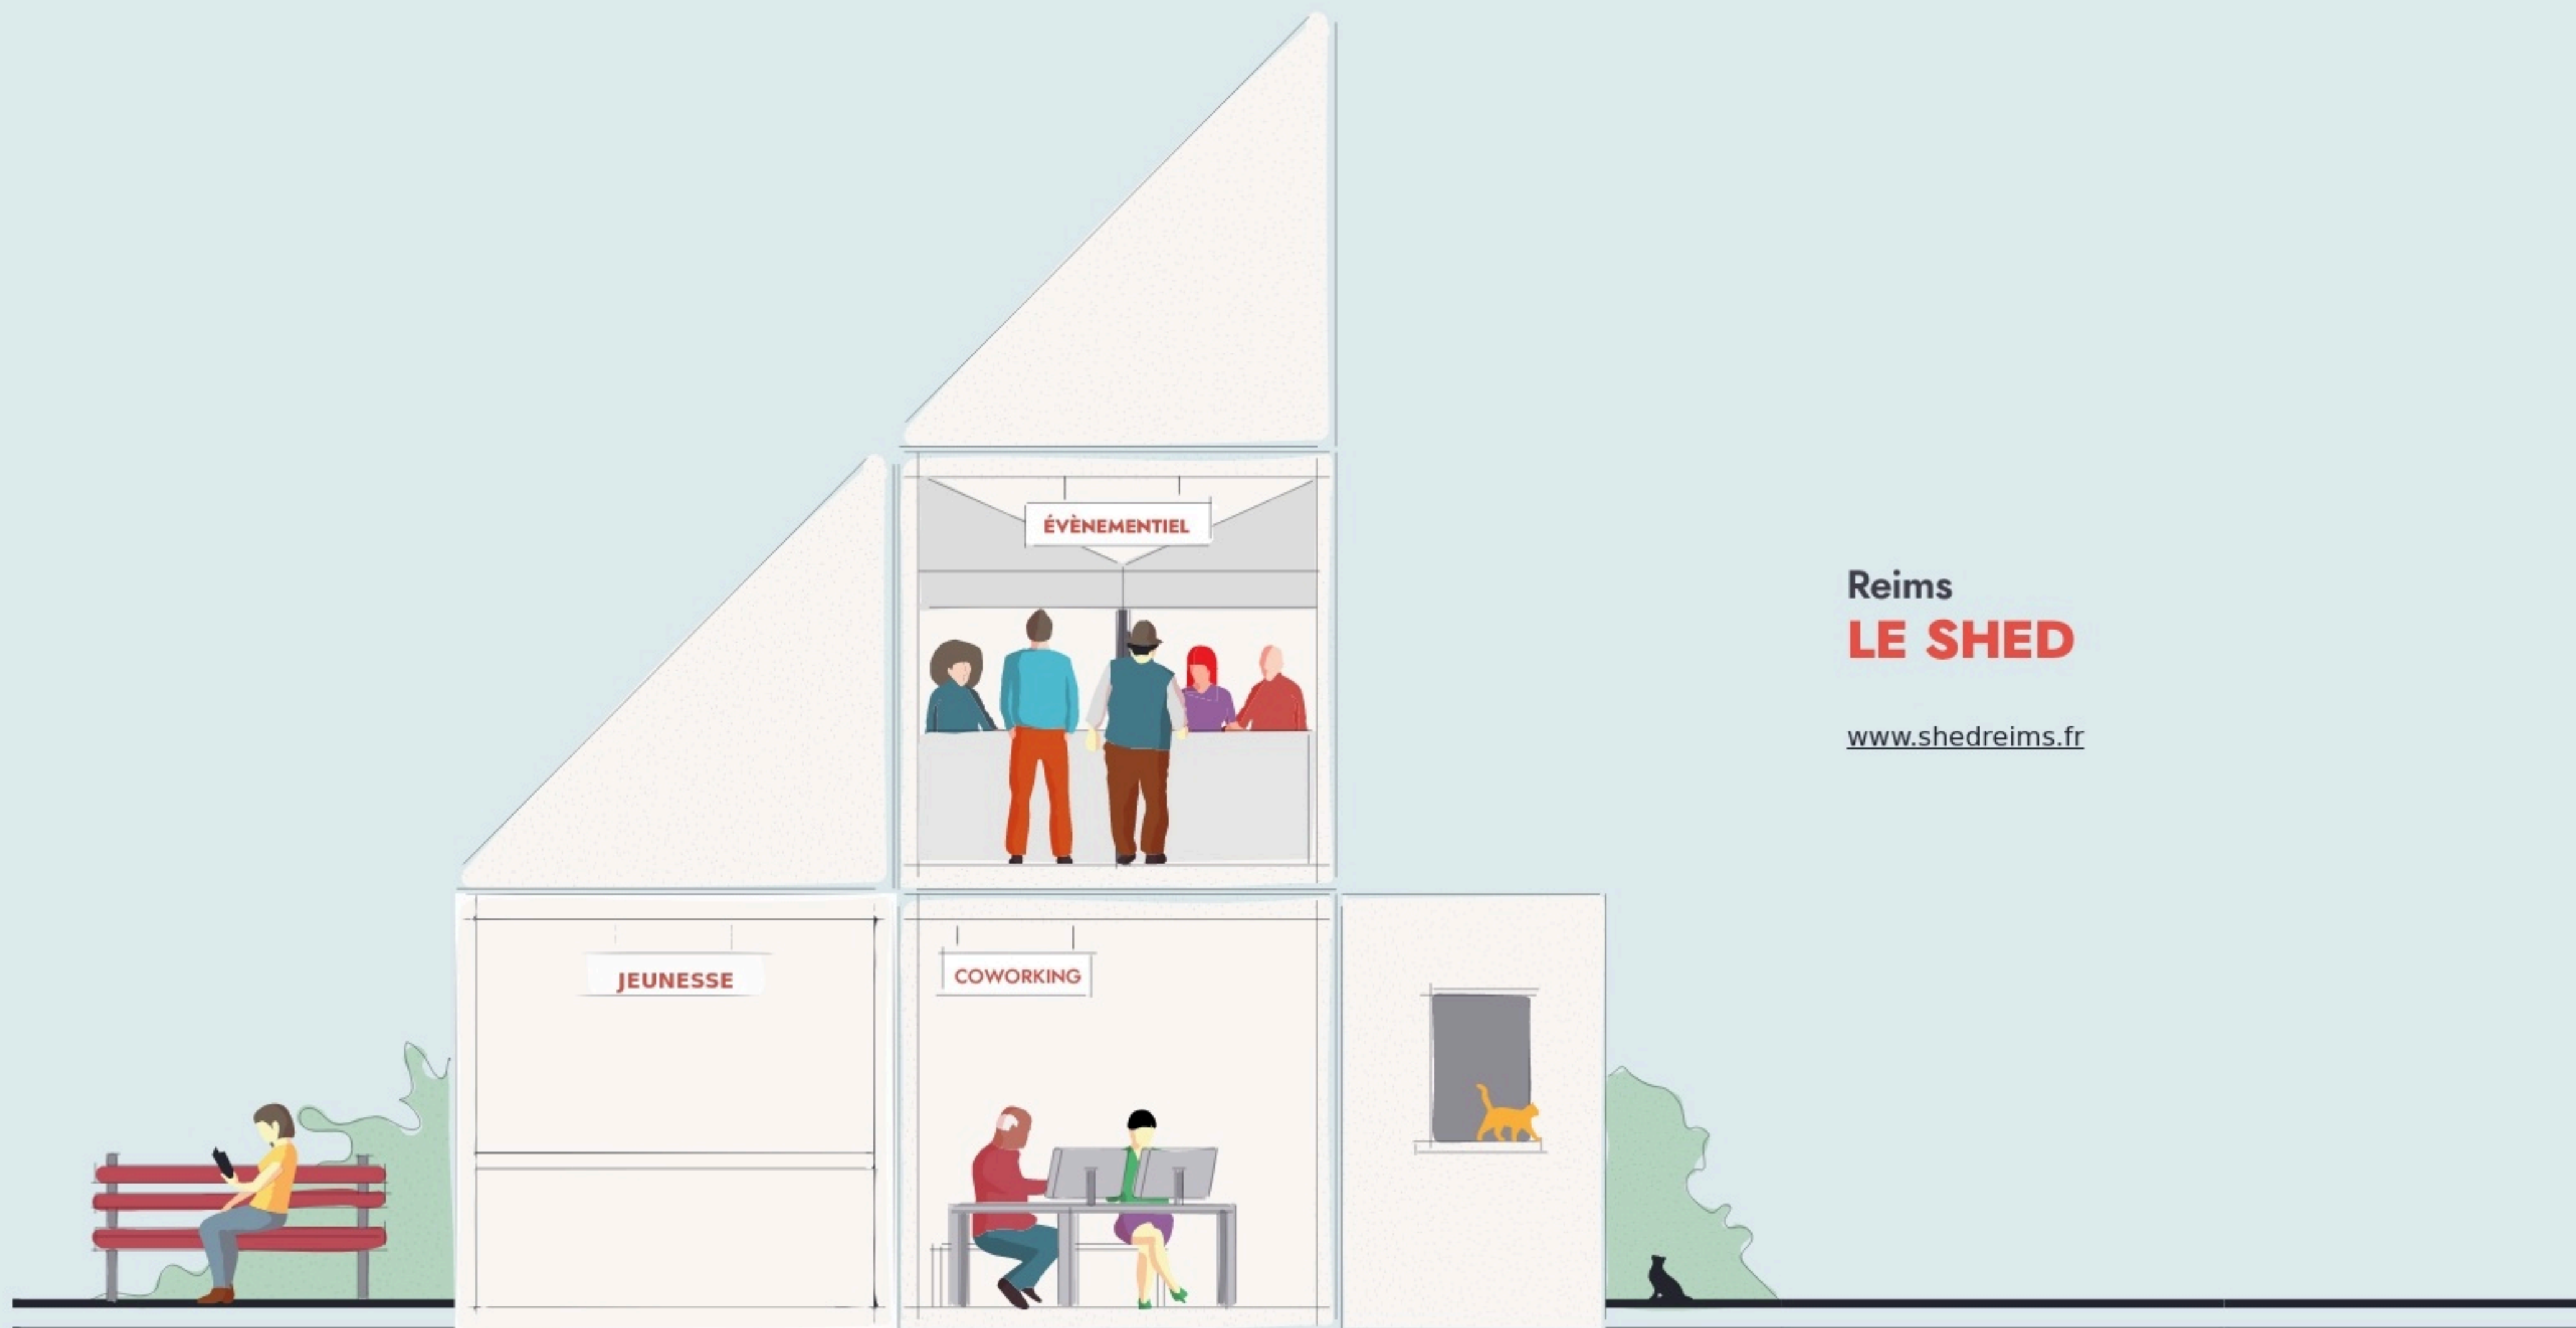 ÉVÈNEMENTIEL
Reims
LE SHED
www.shedreims.fr
JEUNESSE
COWORKING